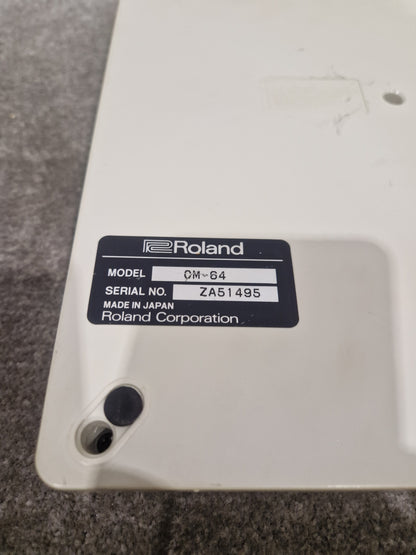 Roland
MODEL CM-64
SERIAL NO. ZA51495
MADE IN JAPAN
Roland Corporation